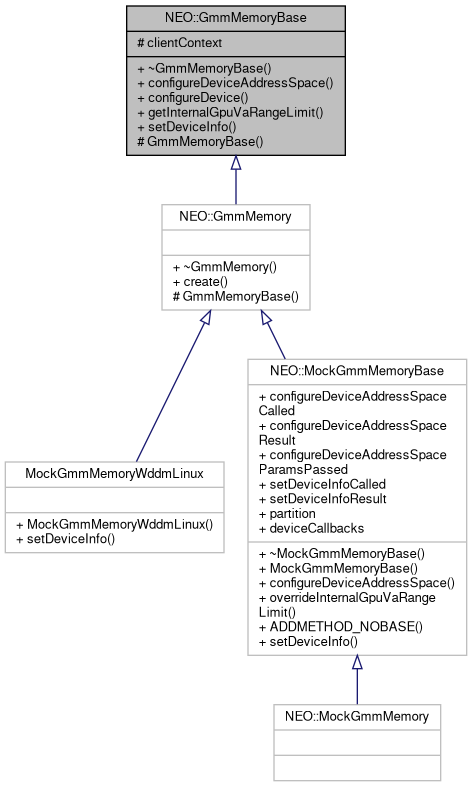 NEO::GmmMemoryBase
# clientContext
+ ~GmmMemoryBase()
+ configureDeviceAddressSpace()
+ configureDevice()
+ getInternalGpuVaRangeLimit()
+ setDeviceInfo()
# GmmMemoryBase()
NEO::GmmMemory
+ ~GmmMemory()
+ create()
# GmmMemoryBase()
NEO::MockGmmMemoryBase
+ configureDeviceAddressSpace
Called
+ configureDeviceAddressSpace
Result
+ configureDeviceAddressSpace
ParamsPassed
+ setDeviceInfoCalled
+ setDeviceInfoResult
+ partition
+ deviceCallbacks
+ ~MockGmmMemoryBase()
+ MockGmmMemoryBase()
+ configureDeviceAddressSpace()
+ overrideInternalGpuVaRange
Limit()
+ ADDMETHOD_NOBASE()
+ setDeviceInfo()
MockGmmMemoryWddmLinux
+ MockGmmMemoryWddmLinux()
+ setDeviceInfo()
NEO::MockGmmMemory